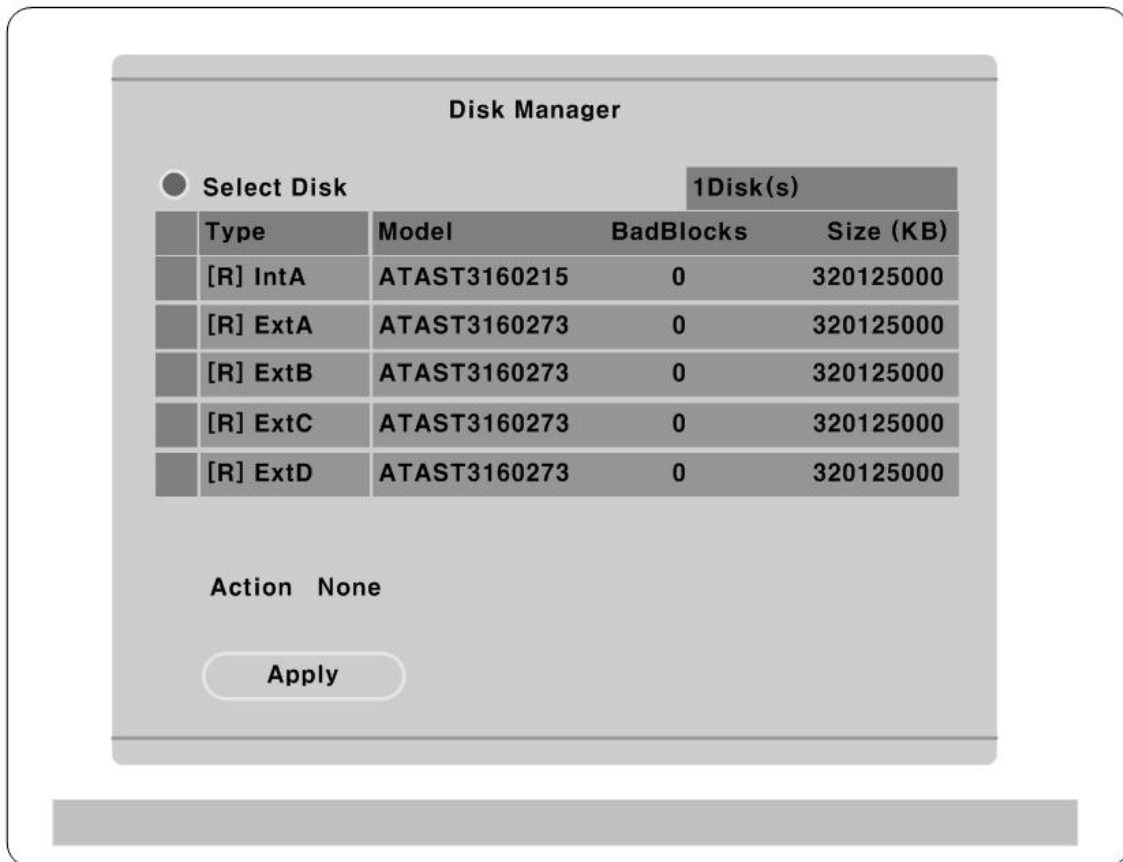 Disk Manager
Select Disk 1Disk(s)
Type Model BadBlocks Size (KB)
[R] IntA ATAST3160215 0 320125000
[R] ExtA ATAST3160273 0 320125000
[R] ExtB ATAST3160273 0 320125000
[R] ExtC ATAST3160273 0 320125000
[R] ExtD ATAST3160273 0 320125000
Action None
Apply